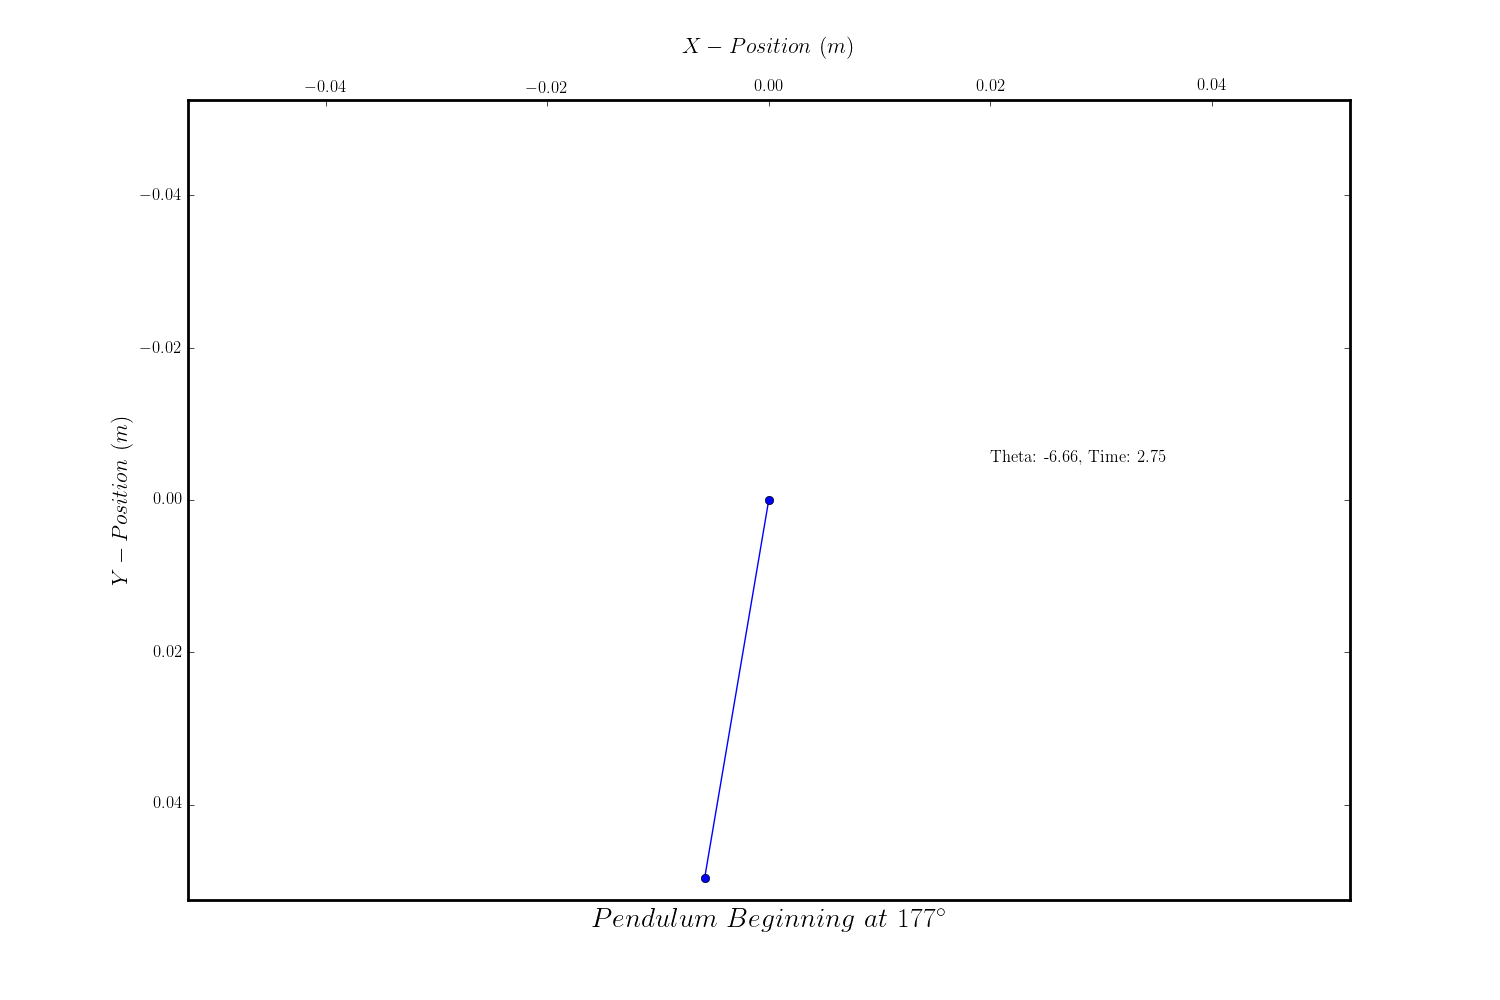 X − Position (m)
−0.04 −0.02 0.00 0.02 0.04
−0.04
−0.02
Theta: -6.66, Time: 2.75
0.00
Y − Position (m)
0.02
0.04
Pendulum Beginning at 177°